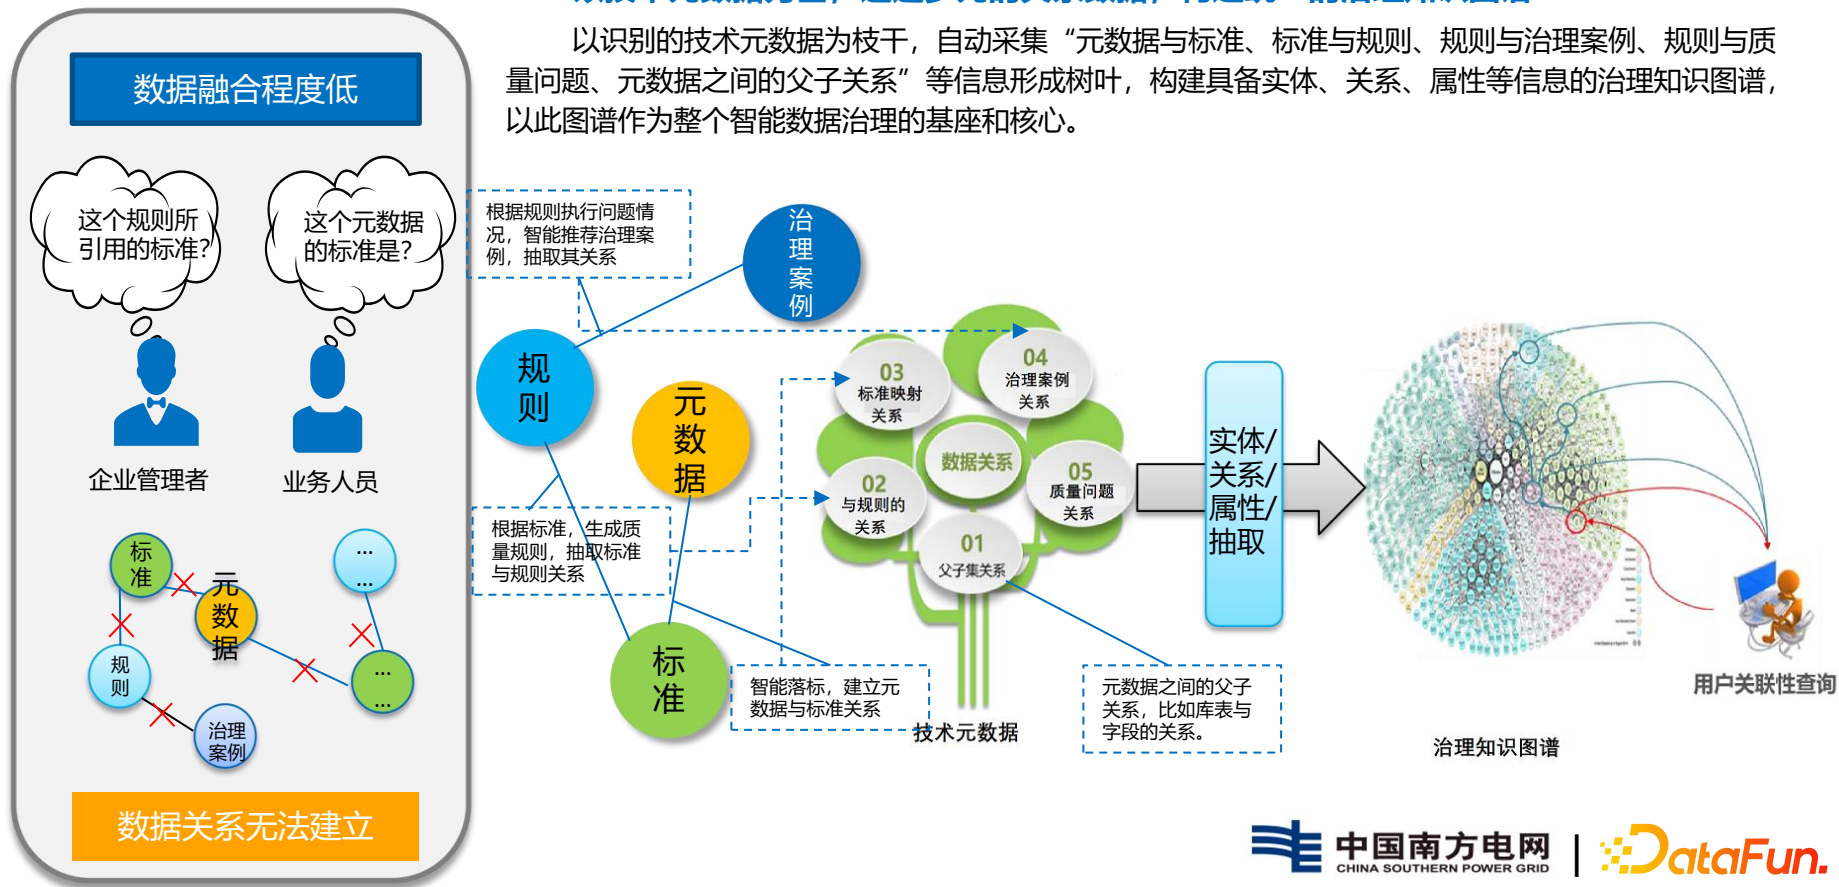 以识别的技术元数据为枝干，自动采集“元数据与标准、标准与规则、规则与治理案例、规则与质
量问题、元数据之间的父子关系”等信息形成树叶，构建具备实体、关系、属性等信息的治理知识图谱，
以此图谱作为整个智能数据治理的基座和核心。
数据融合程度低
这个规则所
引用的标准?
这个元数据
的标准是?
企业管理者
业务人员
标
准
元
数
据
...
...
规
则
...
...
治理
案例
数据关系无法建立
根据规则执行问题情
况，智能推荐治理案
例，抽取其关系
治
理
案
例
规
则
元
数
据
根据标准，生成质
量规则，抽取标准
与规则关系
标
准
智能落标，建立元
数据与标准关系
03
标准映射
关系
04
治理案例
关系
数据关系
02
与规则的
关系
05
质量问题
关系
01
父子集关系
技术元数据
元数据之间的父子
关系，比如库表与
字段的关系。
实体/
关系/
属性/
抽取
用户关联性查询
治理知识图谱
中国南方电网
CHINA SOUTHERN POWER GRID
DataFun.